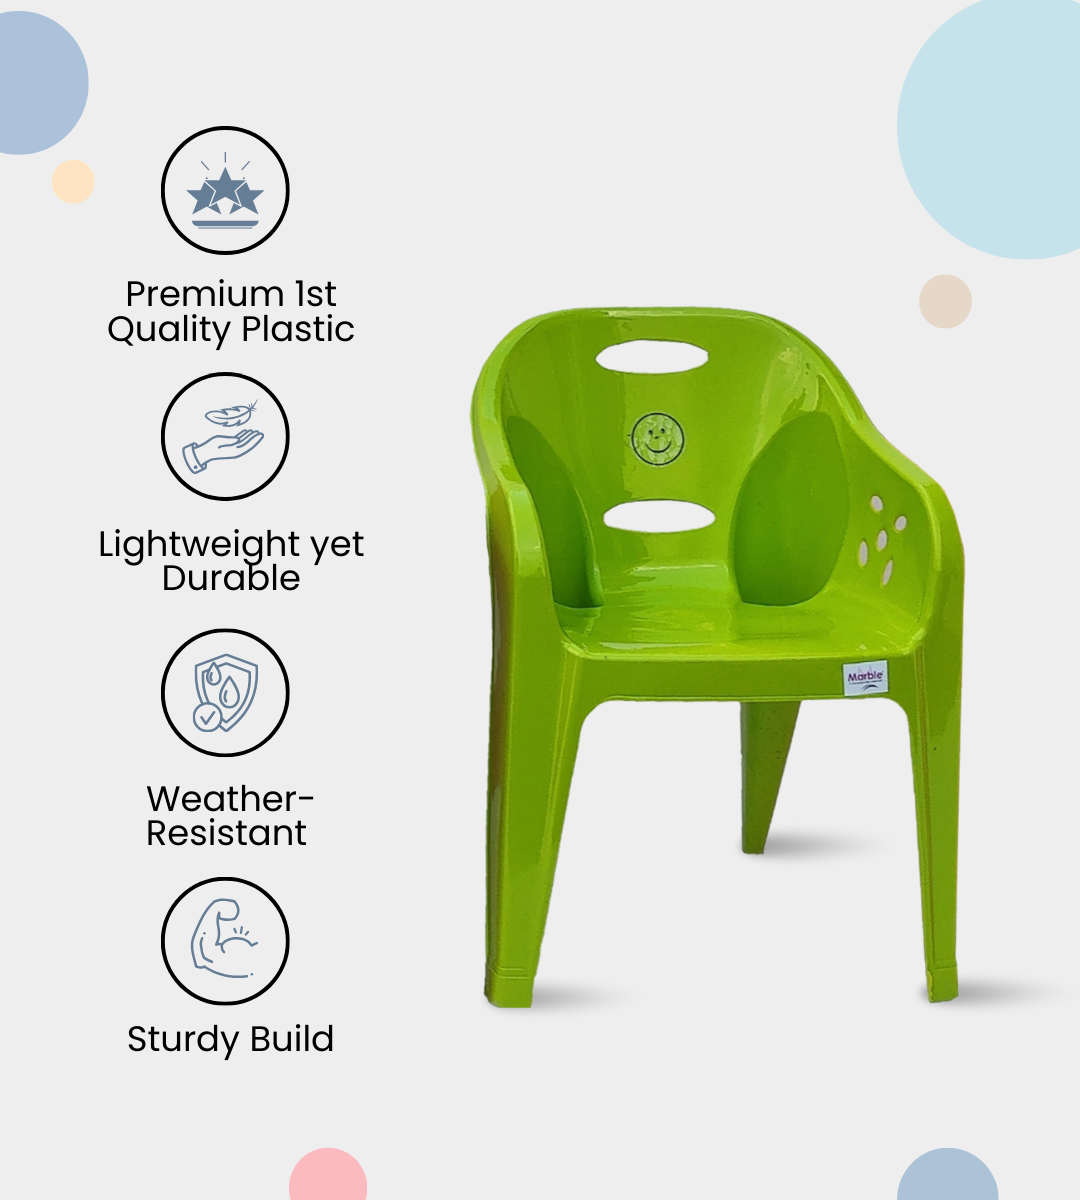 Premium 1st
Quality Plastic
Lightweight yet
Durable
Weather-
Resistant
Sturdy Build
Marble